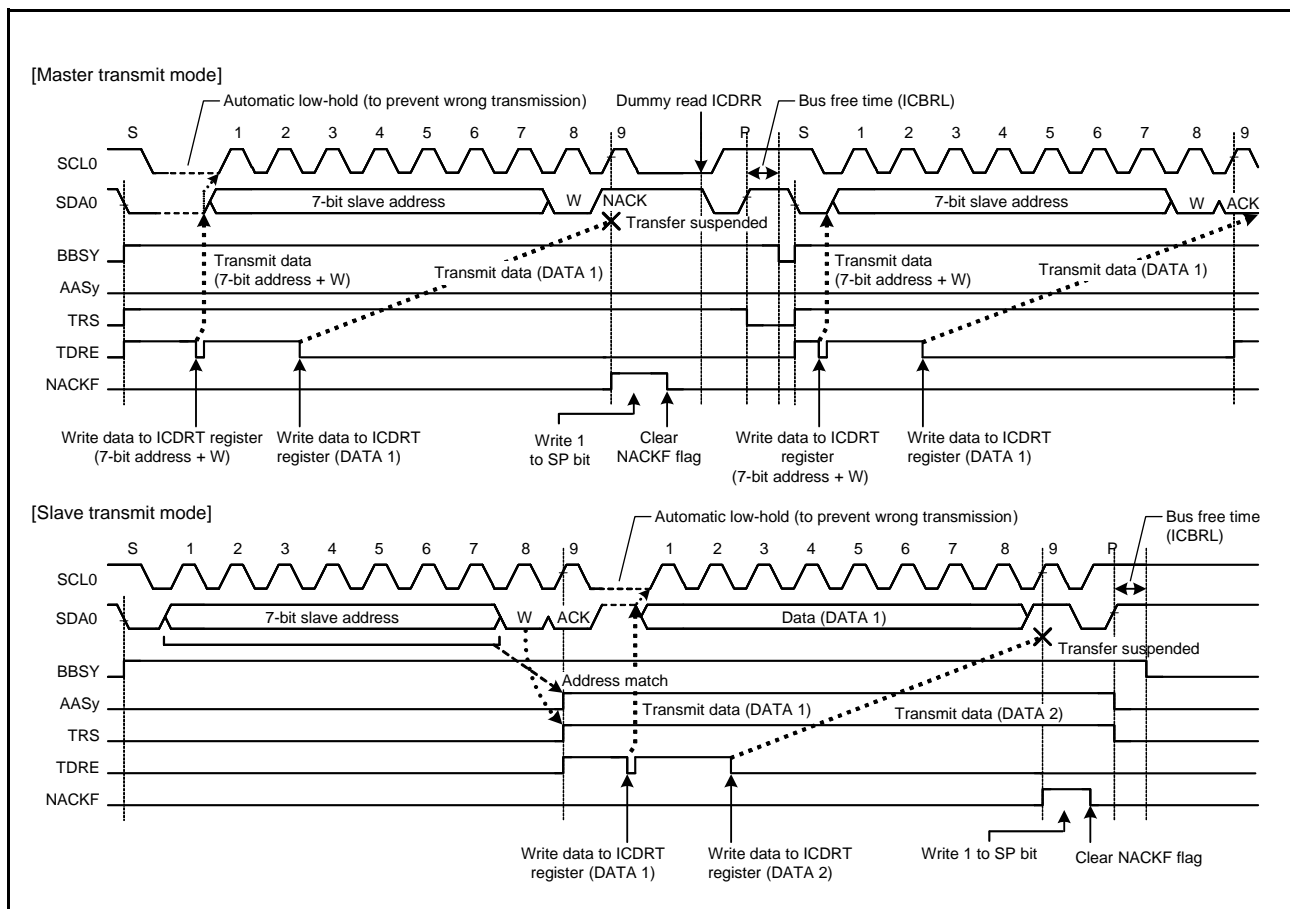 [Master transmit mode]
Automatic low-hold (to prevent wrong transmission)
Dummy read ICDRR
Bus free time (ICBRL)
S 1 2 3 4 5 6 7 8 9 P S 1 2 3 4 5 6 7 8 9
SCL0
SDA0 7-bit slave address W NACK 7-bit slave address W ACK
Transfer suspended
BBSY
Transmit data
(7-bit address + W)
Transmit data (DATA 1)
Transmit data
(7-bit address + W)
Transmit data (DATA 1)
AASy
TRS
TDRE
NACKF
Write data to ICDRT register
(7-bit address + W)
Write data to ICDRT
register (DATA 1)
Write 1
to SP bit
Clear
NACKF flag
Write data to ICDRT
register
(7-bit address + W)
Write data to ICDRT
register (DATA 1)
[Slave transmit mode]
Automatic low-hold (to prevent wrong transmission)
Bus free time
(ICBRL)
S 1 2 3 4 5 6 7 8 9 1 2 3 4 5 6 7 8 9 P
SCL0
SDA0 7-bit slave address W ACK Data (DATA 1)
Transfer suspended
BBSY
Address match
AASy
Transmit data (DATA 1)
Transmit data (DATA 2)
TRS
TDRE
NACKF
Write data to ICDRT
register (DATA 1)
Write data to ICDRT
register (DATA 2)
Write 1 to SP bit
Clear NACKF flag